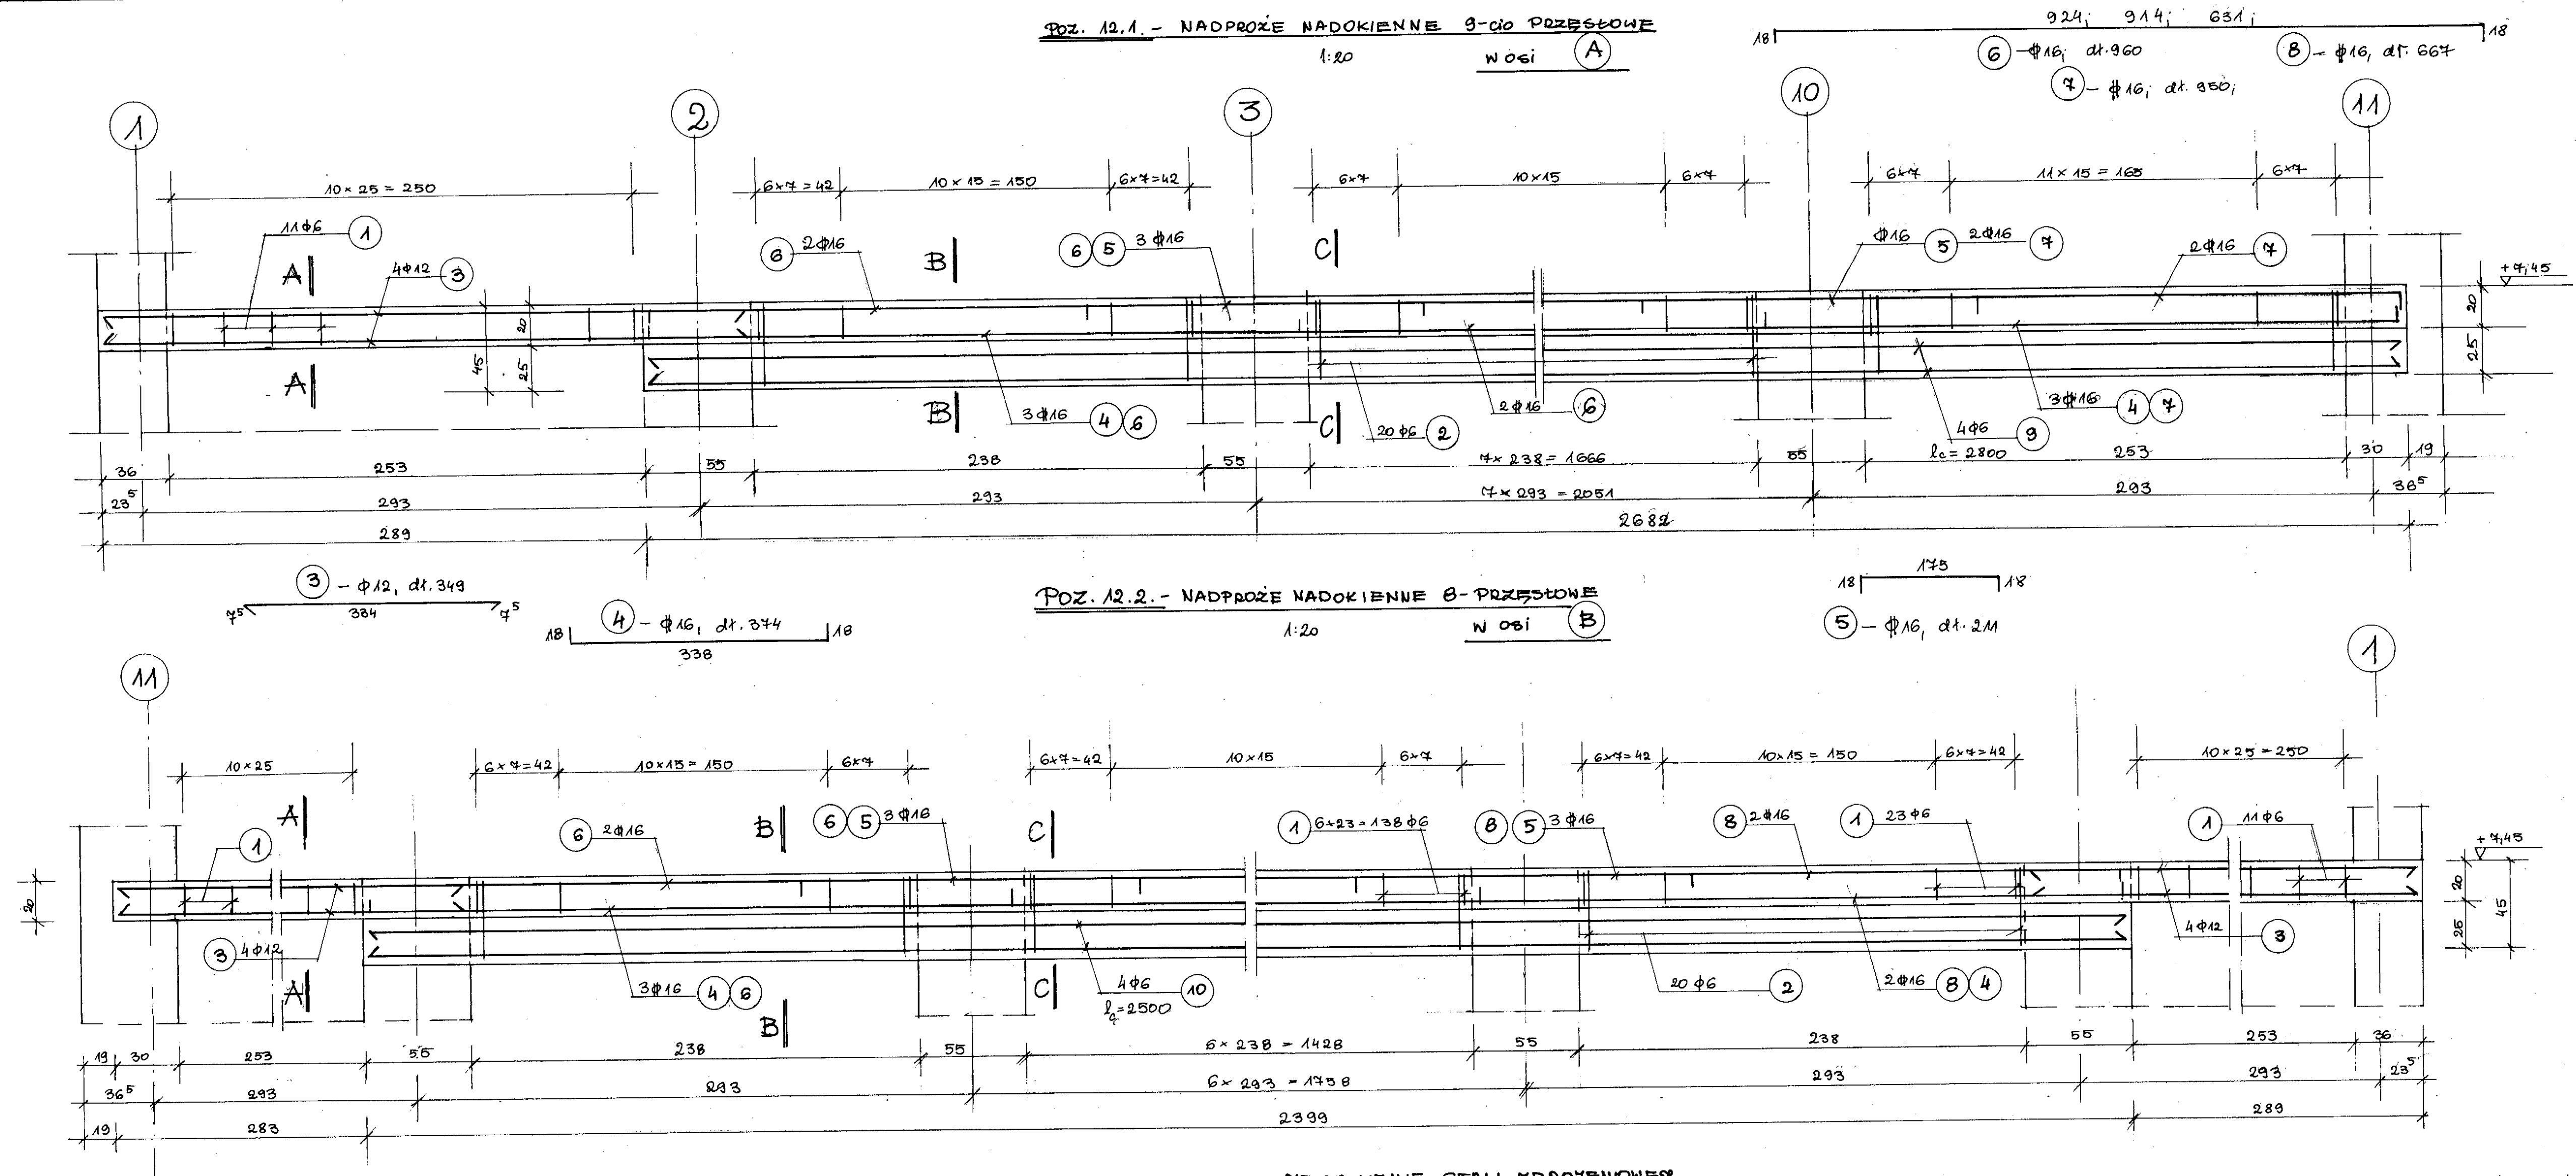 POZ. 12.1. - NADPROŻE NADOKIENNE 9-cio PRZĘSŁOWE
1:20 W OSI A
924; 914; 631;
18 18
6 - ϕ16; dł. 960 8 - ϕ16, dł. 667
7 - ϕ16; dł. 950;
1 2 3 10 11
10×25 = 250 6×7=42 10×15=150 6×7=42 6×7 10×15 6×7 6×7 11×15=165 6×7
11ϕ6 1
A 4ϕ12 3 6 2ϕ16 B 6 5 3ϕ16 C ϕ16 5 2ϕ16 7 2ϕ16 7
+7,45
45 20 25 20 25
A B 3ϕ16 4 6 C 20ϕ6 2 2ϕ16 6 4ϕ6 9 3ϕ16 4 7
lc = 2800
36 253 55 238 55 7×238=1666 55 253 30 19
23⁵ 293 293 7×293=2051 293 36⁵
289 2682
3 - ϕ12, dł. 349
7⁵ 334 7⁵
4 - ϕ16, dł. 374
18 18
338
POZ. 12.2. - NADPROŻE NADOKIENNE 8-PRZĘSŁOWE
1:20 W OSI B
175
18 18
5 - ϕ16, dł. 211
11 1
10×25 6×7=42 10×15=150 6×7 6×7=42 10×15 6×7 6×7=42 10×15=150 6×7=42 10×25=250
1 A 6 2ϕ16 B 6 5 3ϕ16 C 1 6×23=138ϕ6 8 5 3ϕ16 8 2ϕ16 1 23ϕ6 1 11ϕ6
+7,45
20 20 25 45
3 4ϕ12 A 3ϕ16 4 6 B C 4ϕ6 10 20ϕ6 2 2ϕ16 8 4 4ϕ12 3
=2500
19 30 253 55 238 55 6×238=1428 55 238 55 253 36
36⁵ 293 293 6×293=1758 293 293 23⁵
19 283 2399 289